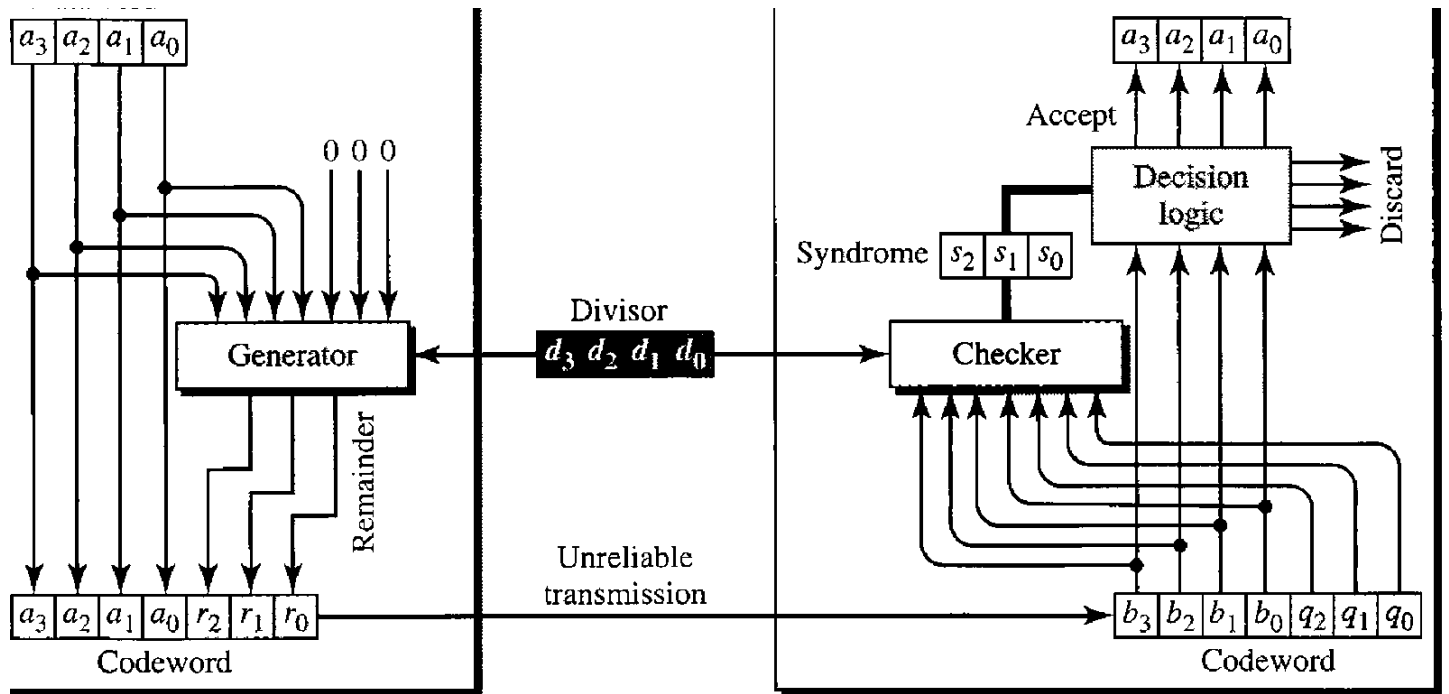 a3 a2 a1 a0
0 0 0
Generator
Remainder
a3 a2 a1 a0 r2 r1 r0
Codeword
Divisor
d3 d2 d1 d0
Unreliable
transmission
a3 a2 a1 a0
Accept
Decision
logic
Discard
Syndrome
s2 s1 s0
Checker
b3 b2 b1 b0 q2 q1 q0
Codeword